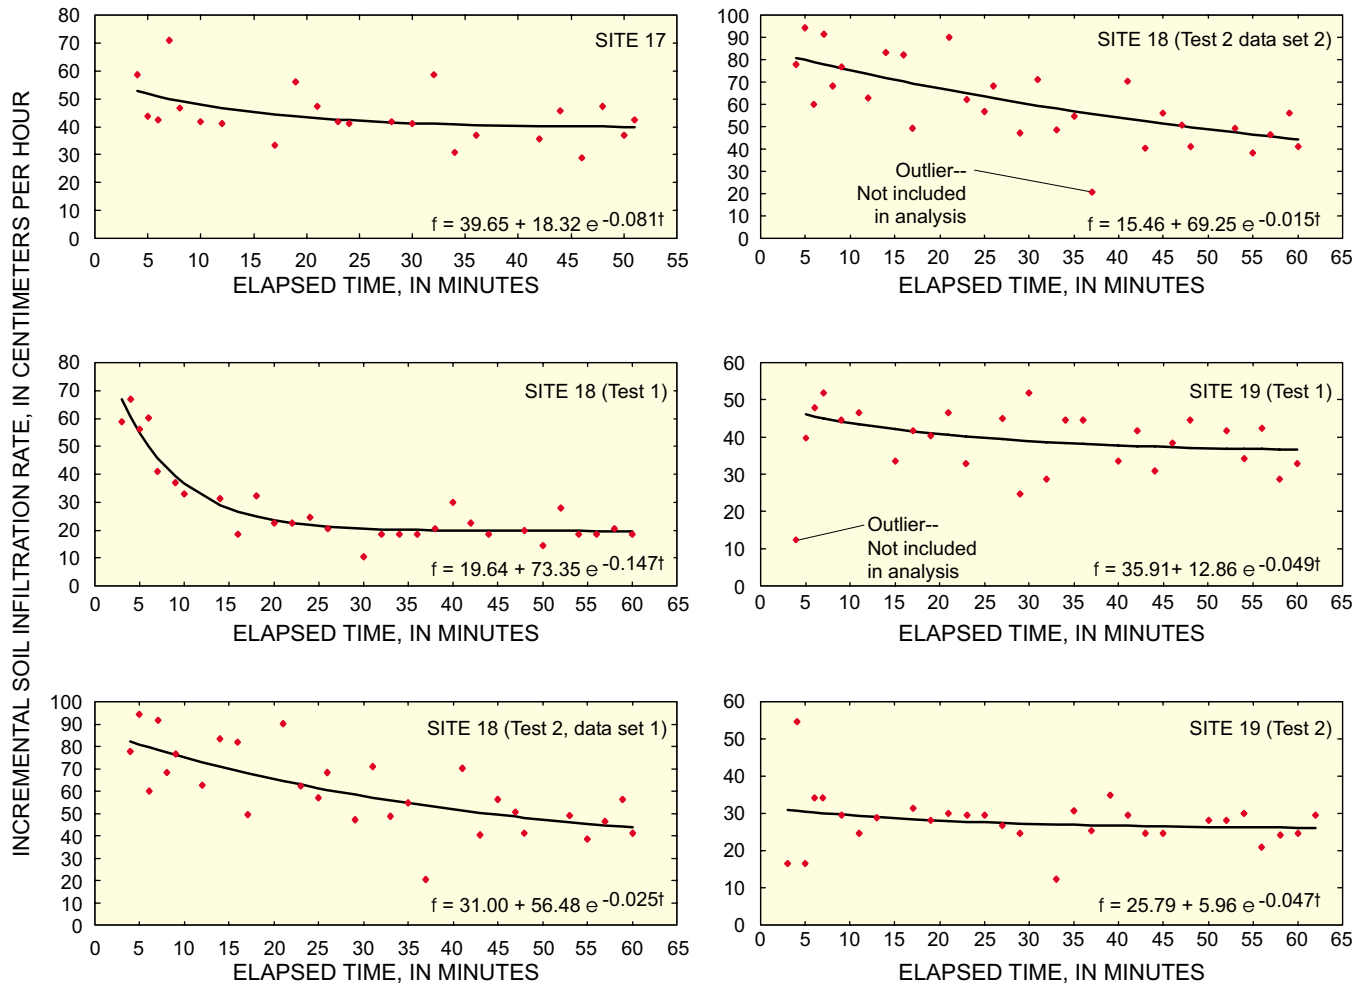 INCREMENTAL SOIL INFILTRATION RATE, IN CENTIMETERS PER HOUR
80
70
60
50
40
30
20
10
0
SITE 17
f = 39.65 + 18.32 e -0.081t
0 5 10 15 20 25 30 35 40 45 50 55
ELAPSED TIME, IN MINUTES
100
90
80
70
60
50
40
30
20
10
0
SITE 18 (Test 2 data set 2)
Outlier--
Not included
in analysis
f = 15.46 + 69.25 e -0.015t
0 5 10 15 20 25 30 35 40 45 50 55 60 65
ELAPSED TIME, IN MINUTES
80
70
60
50
40
30
20
10
0
SITE 18 (Test 1)
f = 19.64 + 73.35 e -0.147t
0 5 10 15 20 25 30 35 40 45 50 55 60 65
ELAPSED TIME, IN MINUTES
60
50
40
30
20
10
0
SITE 19 (Test 1)
Outlier--
Not included
in analysis
f = 35.91+ 12.86 e -0.049t
0 5 10 15 20 25 30 35 40 45 50 55 60 65
ELAPSED TIME, IN MINUTES
100
90
80
70
60
50
40
30
20
10
0
SITE 18 (Test 2, data set 1)
f = 31.00 + 56.48 e -0.025t
0 5 10 15 20 25 30 35 40 45 50 55 60 65
ELAPSED TIME, IN MINUTES
60
50
40
30
20
10
0
SITE 19 (Test 2)
f = 25.79 + 5.96 e -0.047t
0 5 10 15 20 25 30 35 40 45 50 55 60 65
ELAPSED TIME, IN MINUTES